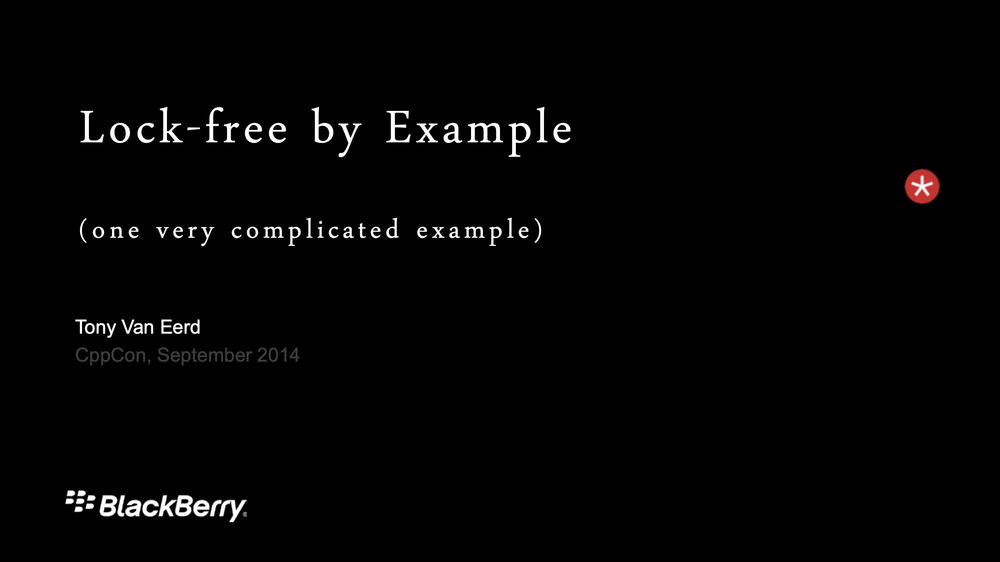 Lock-free by Example
(one very complicated example)
Tony Van Eerd
CppCon, September 2014
BlackBerry®